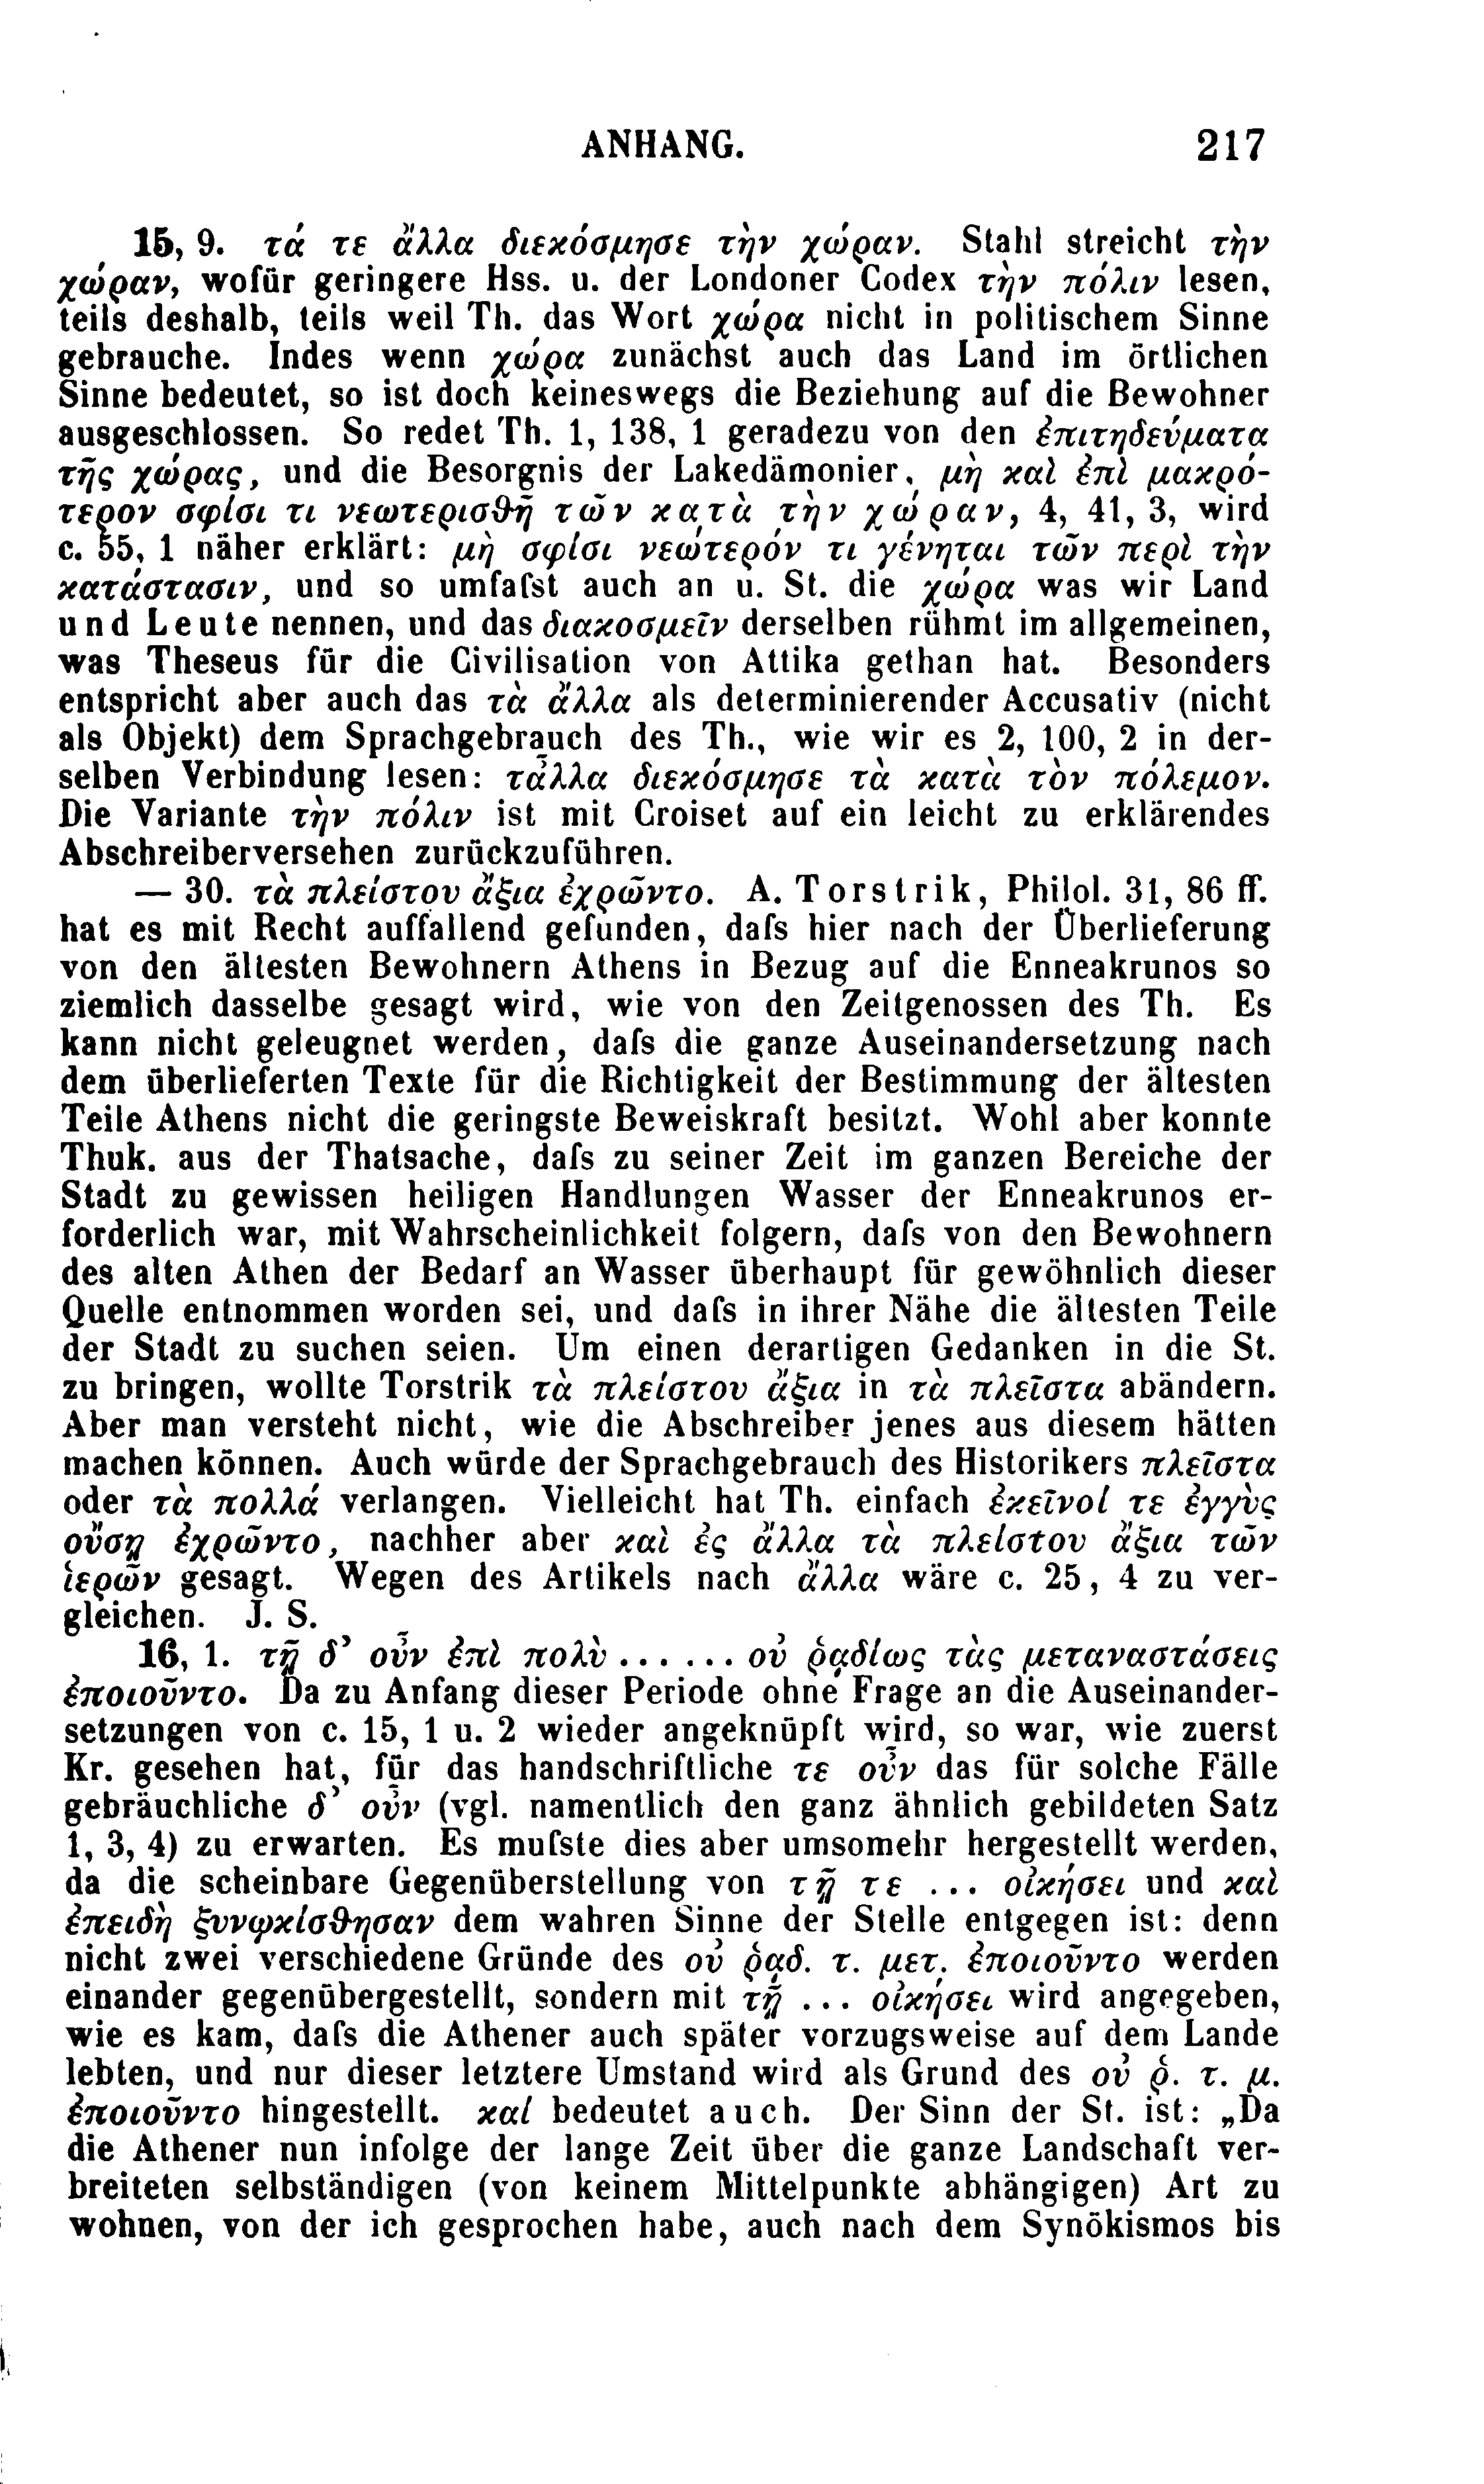 ANHANG. 217
15, 9. τά τε ἄλλα διεκόσμησε τὴν χώραν. Stahl streicht τὴν
χώραν, wofür geringere Hss. u. der Londoner Codex τὴν πόλιν lesen,
teils deshalb, teils weil Th. das Wort χώρα nicht in politischem Sinne
gebrauche. Indes wenn χώρα zunächst auch das Land im örtlichen
Sinne bedeutet, so ist doch keineswegs die Beziehung auf die Bewohner
ausgeschlossen. So redet Th. 1, 138, 1 geradezu von den ἐπιτηδεύματα
τῆς χώρας, und die Besorgnis der Lakedämonier, μὴ καὶ ἐπὶ μακρό-
τερον σφίσι τι νεωτερισθῇ τῶν κατὰ τὴν χώραν, 4, 41, 3, wird
c. 55, 1 näher erklärt: μὴ σφίσι νεώτερόν τι γένηται τῶν περὶ τὴν
κατάστασιν, und so umfaſst auch an u. St. die χώρα was wir Land
und Leute nennen, und das διακοσμεῖν derselben rühmt im allgemeinen,
was Theseus für die Civilisation von Attika gethan hat. Besonders
entspricht aber auch das τὰ ἄλλα als determinierender Accusativ (nicht
als Objekt) dem Sprachgebrauch des Th., wie wir es 2, 100, 2 in der-
selben Verbindung lesen: τἆλλα διεκόσμησε τὰ κατὰ τὸν πόλεμον.
Die Variante τὴν πόλιν ist mit Croiset auf ein leicht zu erklärendes
Abschreiberversehen zurückzuführen.
— 30. τὰ πλείστου ἄξια ἐχρῶντο. A. Torstrik, Philol. 31, 86 ff.
hat es mit Recht auffallend gefunden, daſs hier nach der Überlieferung
von den ältesten Bewohnern Athens in Bezug auf die Enneakrunos so
ziemlich dasselbe gesagt wird, wie von den Zeitgenossen des Th. Es
kann nicht geleugnet werden, daſs die ganze Auseinandersetzung nach
dem überlieferten Texte für die Richtigkeit der Bestimmung der ältesten
Teile Athens nicht die geringste Beweiskraft besitzt. Wohl aber konnte
Thuk. aus der Thatsache, daſs zu seiner Zeit im ganzen Bereiche der
Stadt zu gewissen heiligen Handlungen Wasser der Enneakrunos er-
forderlich war, mit Wahrscheinlichkeit folgern, daſs von den Bewohnern
des alten Athen der Bedarf an Wasser überhaupt für gewöhnlich dieser
Quelle entnommen worden sei, und daſs in ihrer Nähe die ältesten Teile
der Stadt zu suchen seien. Um einen derartigen Gedanken in die St.
zu bringen, wollte Torstrik τὰ πλείστου ἄξια in τὰ πλεῖστα abändern.
Aber man versteht nicht, wie die Abschreiber jenes aus diesem hätten
machen können. Auch würde der Sprachgebrauch des Historikers πλεῖστα
oder τὰ πολλά verlangen. Vielleicht hat Th. einfach ἐκεῖνοί τε ἐγγὺς
οὔσῃ ἐχρῶντο, nachher aber καὶ ἐς ἄλλα τὰ πλείστου ἄξια τῶν
ἱερῶν gesagt. Wegen des Artikels nach ἄλλα wäre c. 25, 4 zu ver-
gleichen. J. S.
16, 1. τῇ δ’ οὖν ἐπὶ πολὺ ...... οὐ ῥᾳδίως τὰς μεταναστάσεις
ἐποιοῦντο. Da zu Anfang dieser Periode ohne Frage an die Auseinander-
setzungen von c. 15, 1 u. 2 wieder angeknüpft wird, so war, wie zuerst
Kr. gesehen hat, für das handschriftliche τε οὖν das für solche Fälle
gebräuchliche δ’ οὖν (vgl. namentlich den ganz ähnlich gebildeten Satz
1, 3, 4) zu erwarten. Es muſste dies aber umsomehr hergestellt werden,
da die scheinbare Gegenüberstellung von τῇ τε ... οἰκήσει und καὶ
ἐπειδὴ ξυνῳκίσθησαν dem wahren Sinne der Stelle entgegen ist: denn
nicht zwei verschiedene Gründe des οὐ ῥᾳδ. τ. μετ. ἐποιοῦντο werden
einander gegenübergestellt, sondern mit τῇ ... οἰκήσει wird angegeben,
wie es kam, daſs die Athener auch später vorzugsweise auf dem Lande
lebten, und nur dieser letztere Umstand wird als Grund des οὐ ῥ. τ. μ.
ἐποιοῦντο hingestellt. καί bedeutet auch. Der Sinn der St. ist: „Da
die Athener nun infolge der lange Zeit über die ganze Landschaft ver-
breiteten selbständigen (von keinem Mittelpunkte abhängigen) Art zu
wohnen, von der ich gesprochen habe, auch nach dem Synökismos bis